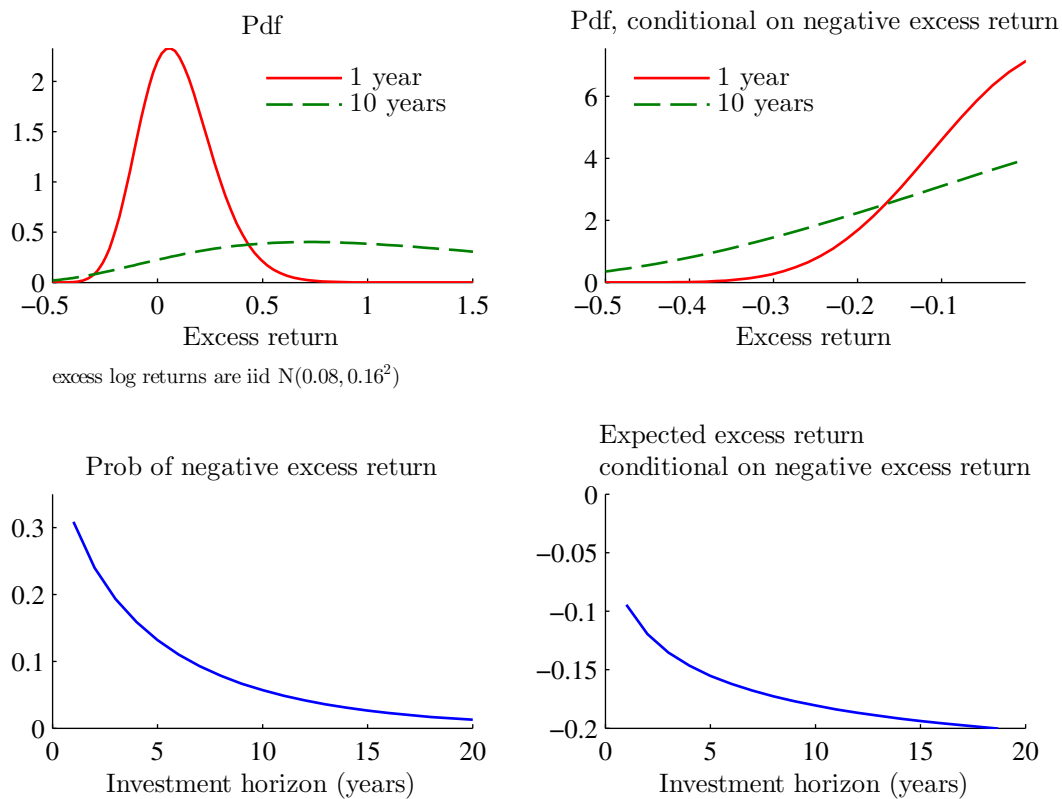 Pdf
2
1.5
1
0.5
0
1 year
10 years
−0.5 0 0.5 1 1.5
Excess return
excess log returns are iid N(0.08, 0.16²)
Pdf, conditional on negative excess return
6
4
2
0
1 year
10 years
−0.5 −0.4 −0.3 −0.2 −0.1
Excess return
Prob of negative excess return
0.3
0.2
0.1
0
0 5 10 15 20
Investment horizon (years)
Expected excess return
conditional on negative excess return
0
−0.05
−0.1
−0.15
−0.2
0 5 10 15 20
Investment horizon (years)